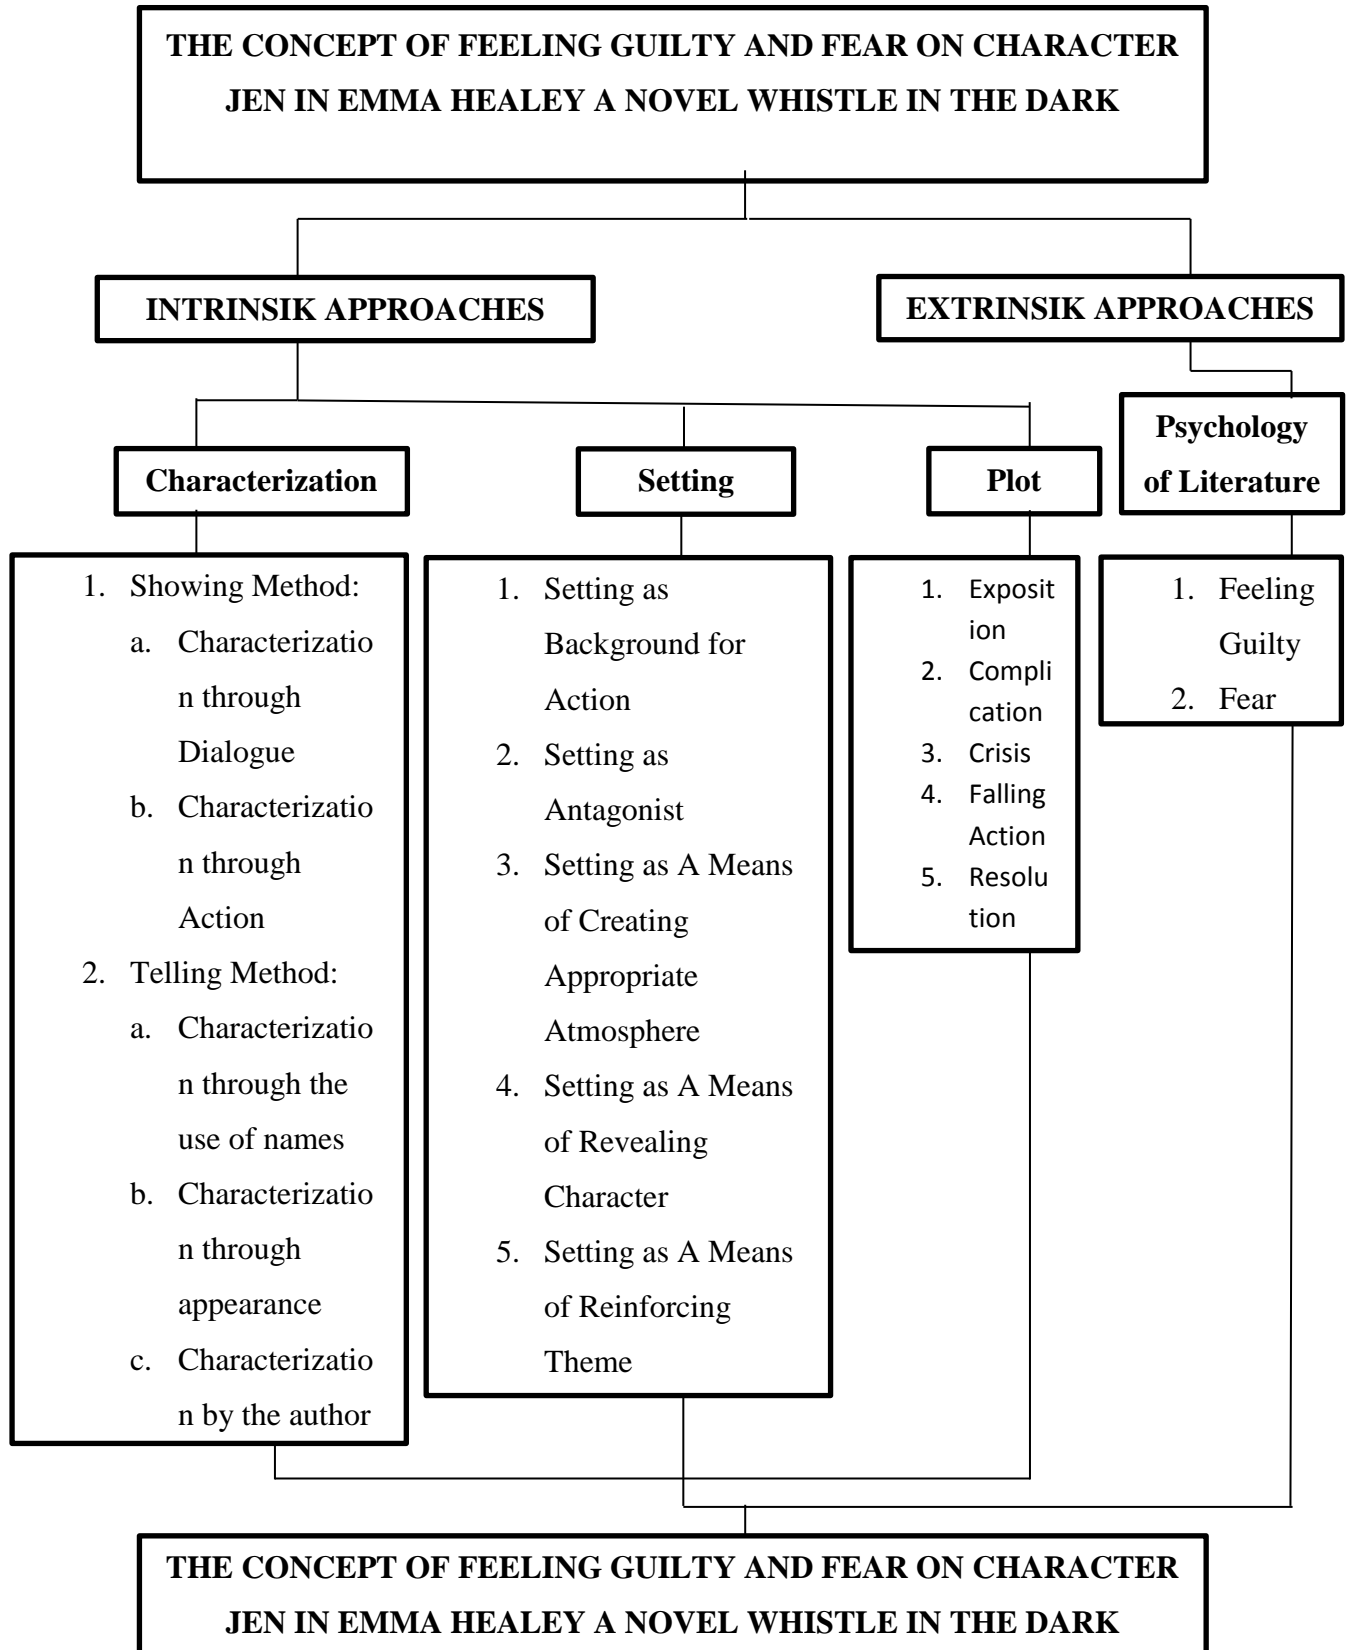 THE CONCEPT OF FEELING GUILTY AND FEAR ON CHARACTER
JEN IN EMMA HEALEY A NOVEL WHISTLE IN THE DARK
INTRINSIK APPROACHES
EXTRINSIK APPROACHES
Characterization
Setting
Plot
Psychology
of Literature
1. Showing Method:
a. Characterizatio
n through
Dialogue
b. Characterizatio
n through
Action
2. Telling Method:
a. Characterizatio
n through the
use of names
b. Characterizatio
n through
appearance
c. Characterizatio
n by the author
1. Setting as
Background for
Action
2. Setting as
Antagonist
3. Setting as A Means
of Creating
Appropriate
Atmosphere
4. Setting as A Means
of Revealing
Character
5. Setting as A Means
of Reinforcing
Theme
1. Exposit
ion
2. Compli
cation
3. Crisis
4. Falling
Action
5. Resolu
tion
1. Feeling
Guilty
2. Fear
THE CONCEPT OF FEELING GUILTY AND FEAR ON CHARACTER
JEN IN EMMA HEALEY A NOVEL WHISTLE IN THE DARK